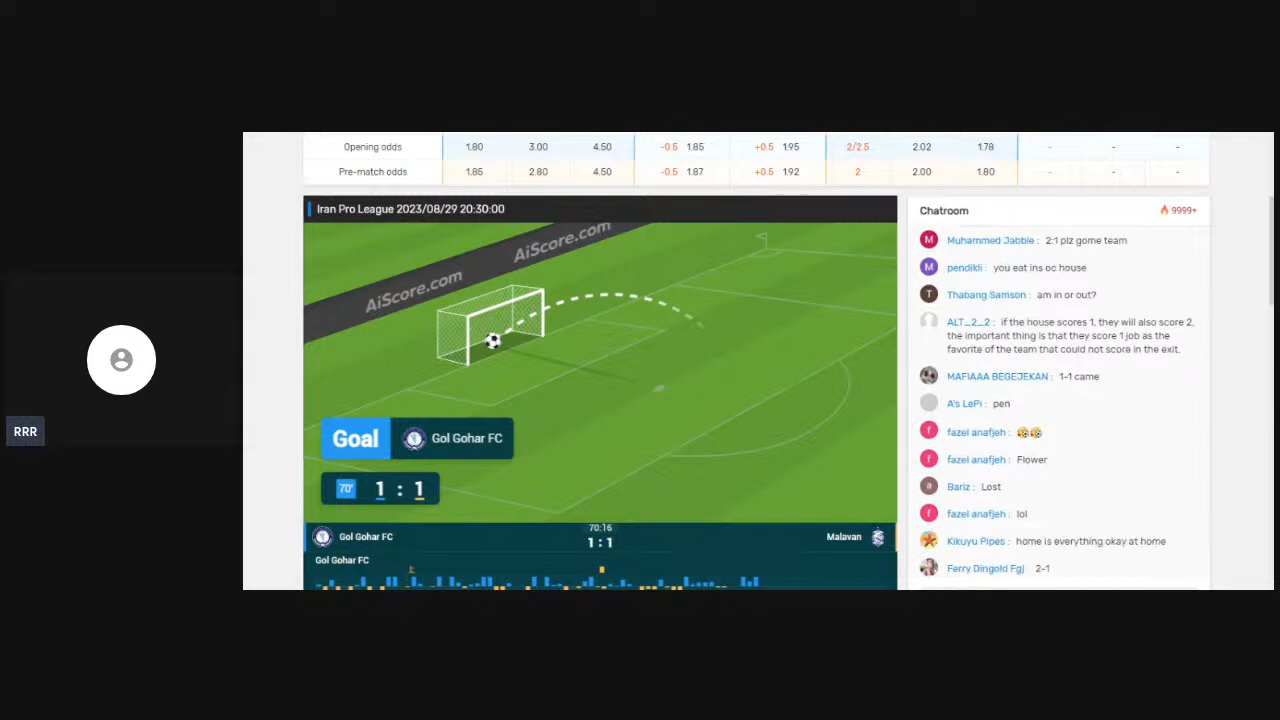 Opening odds 1.80 3.00 4.50 -0.5 1.85 +0.5 1.95 2/2.5 2.02 1.78 - - -
Pre-match odds 1.85 2.80 4.50 -0.5 1.87 +0.5 1.92 2 2.00 1.80 - - -
Iran Pro League 2023/08/29 20:30:00
AiScore.com
AiScore.com
Goal
Gol Gohar FC
70'
1 : 1
Gol Gohar FC
70:16
1 : 1
Malavan
Gol Gohar FC
Chatroom
9999+
M
Muhammed Jabbie : 2:1 plz gome team
M
pendikli : you eat ins oc house
T
Thabang Samson : am in or out?
ALT_2_2 : if the house scores 1, they will also score 2,
the important thing is that they score 1 job as the
favorite of the team that could not score in the exit.
MAFIAAA BEGEJEKAN : 1-1 came
A's LePi : pen
f
fazel anafjeh :
f
fazel anafjeh : Flower
a
Bariz : Lost
f
fazel anafjeh : lol
Kikuyu Pipes : home is everything okay at home
Ferry Dingold Fgj 2-1
RRR